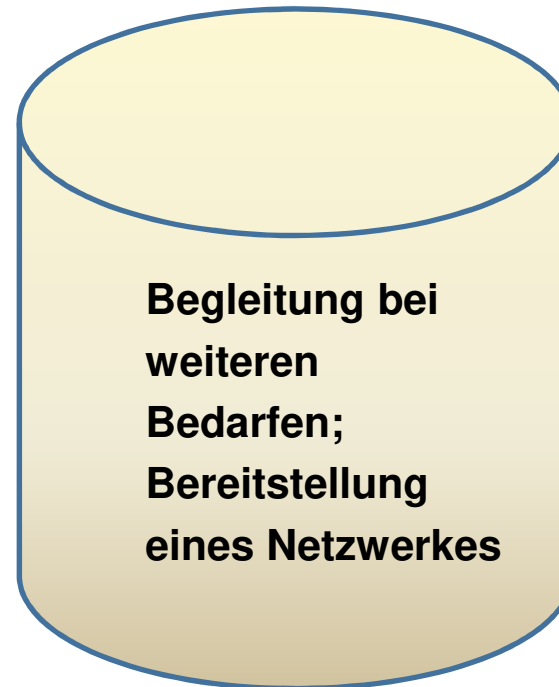 Begleitung bei
weiteren
Bedarfen;
Bereitstellung
eines Netzwerkes